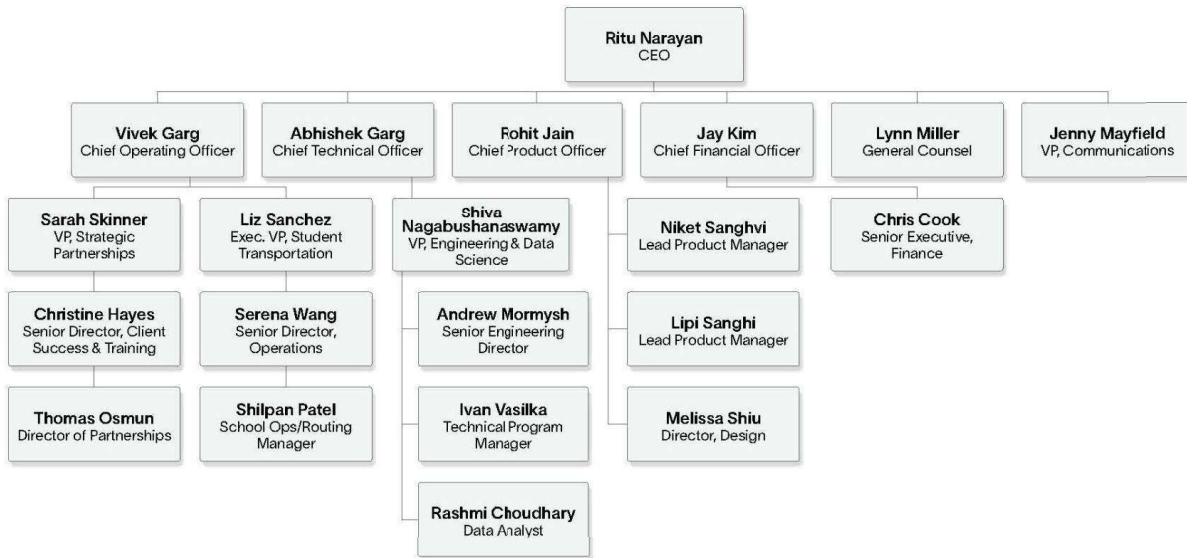 Ritu Narayan
CEO
Vivek Garg
Chief Operating Officer
Abhishek Garg
Chief Technical Officer
Rohit Jain
Chief Product Officer
Jay Kim
Chief Financial Officer
Lynn Miller
General Counsel
Jenny Mayfield
VP, Communications
Sarah Skinner
VP, Strategic
Partnerships
Liz Sanchez
Exec. VP, Student
Transportation
Shiva
Nagabushanaswamy
VP, Engineering & Data
Science
Niket Sanghvi
Lead Product Manager
Chris Cook
Senior Executive,
Finance
Christine Hayes
Senior Director, Client
Success & Training
Serena Wang
Senior Director,
Operations
Andrew Mormysh
Senior Engineering
Director
Lipi Sanghi
Lead Product Manager
Thomas Osmun
Director of Partnerships
Shilpan Patel
School Ops/Routing
Manager
Ivan Vasilka
Technical Program
Manager
Melissa Shiu
Director, Design
Rashmi Choudhary
Data Analyst